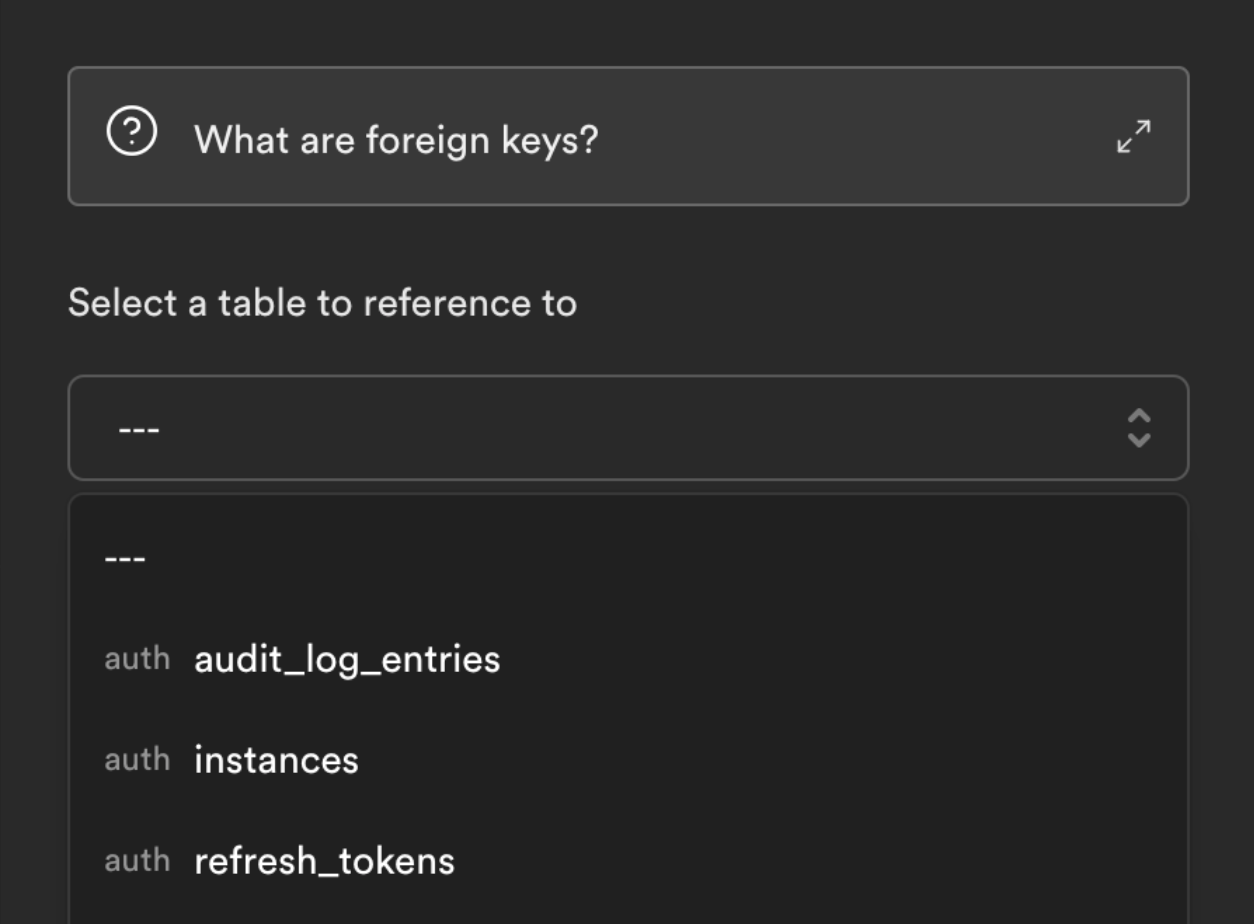 What are foreign keys?
Select a table to reference to
---
---
auth audit_log_entries
auth instances
auth refresh_tokens